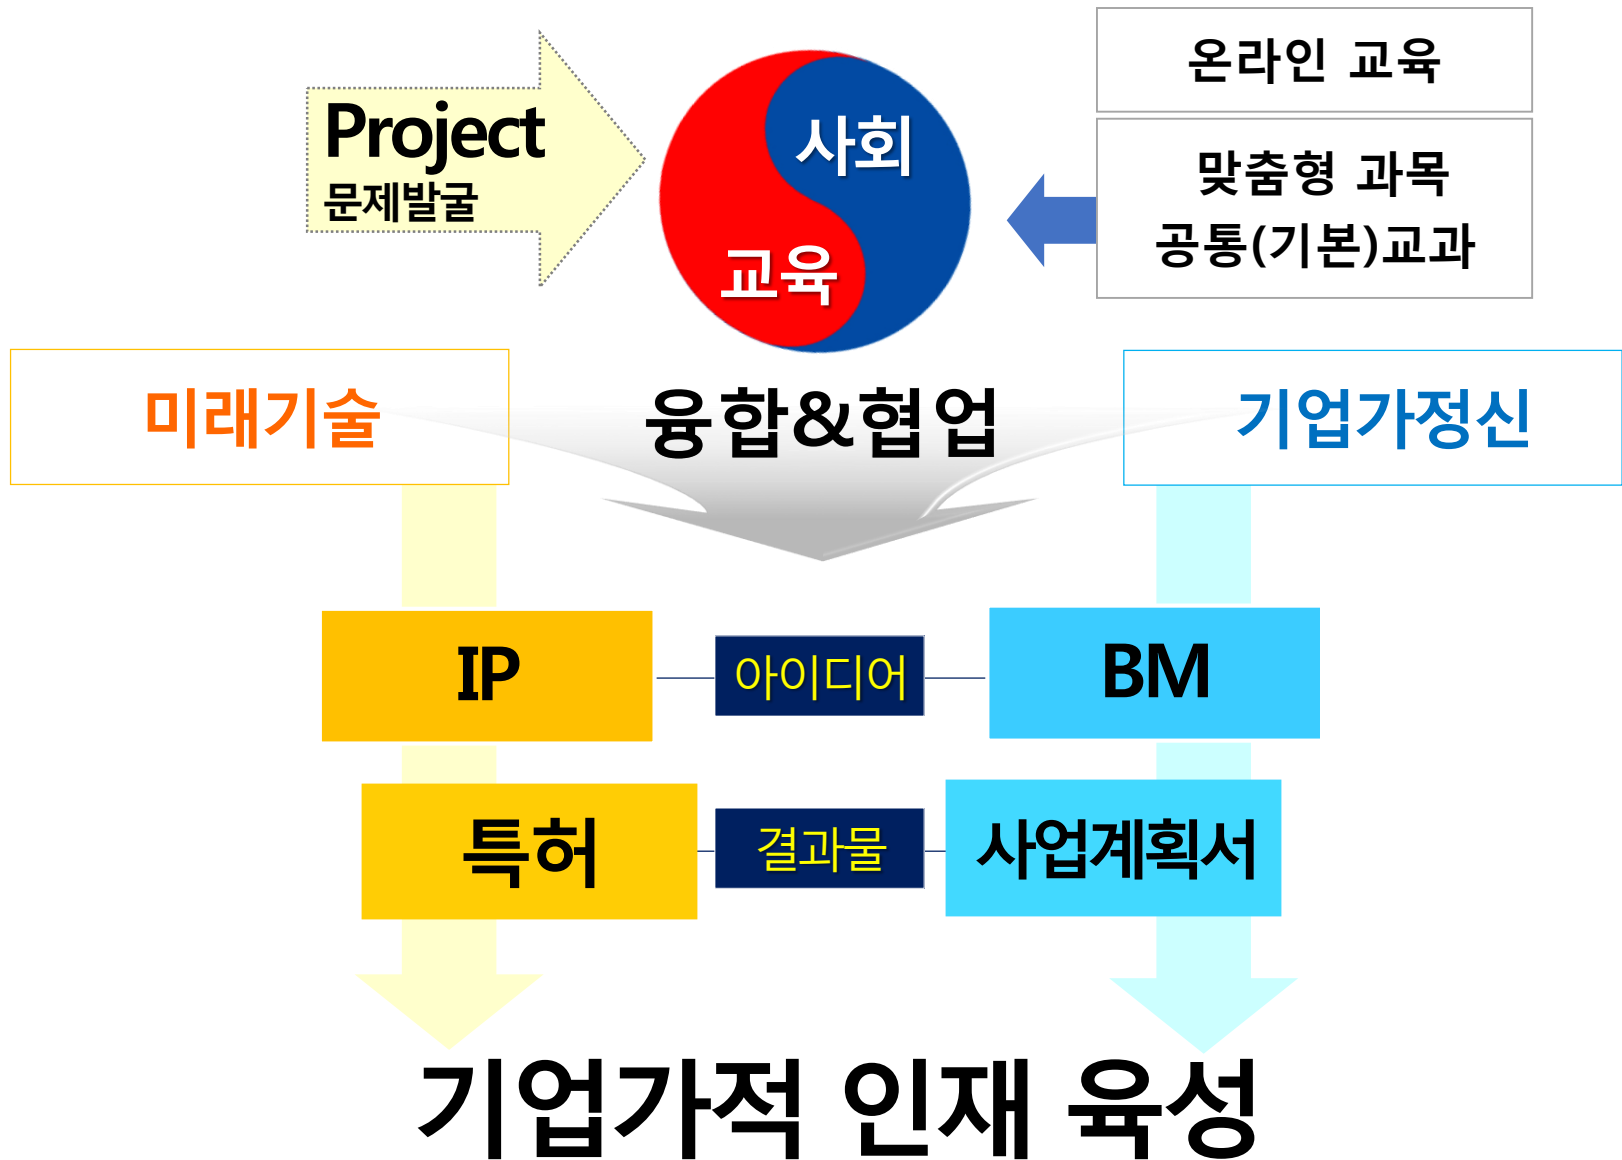 Project
문제발굴
사회
교육
온라인 교육
맞춤형 과목
공통(기본)교과
미래기술
융합&협업
기업가정신
IP
아이디어
BM
특허
결과물
사업계획서
기업가적 인재 육성